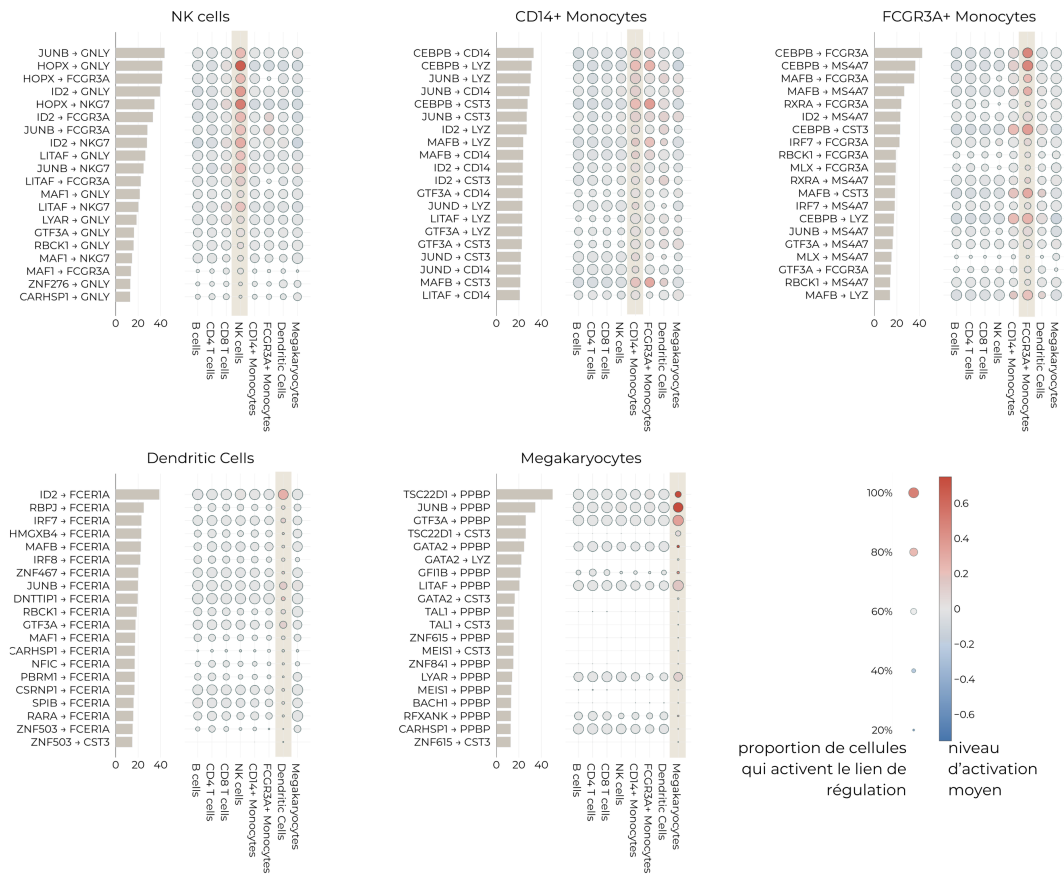 NK cells
JUNB → GNLY
HOPX → GNLY
HOPX → FCGR3A
ID2 → GNLY
HOPX → NKG7
ID2 → FCGR3A
JUNB → FCGR3A
ID2 → NKG7
LITAF → GNLY
JUNB → NKG7
LITAF → FCGR3A
MAF1 → GNLY
LITAF → NKG7
LYAR → GNLY
GTF3A → GNLY
RBCK1 → GNLY
MAF1 → NKG7
MAF1 → FCGR3A
ZNF276 → GNLY
CARHSP1 → GNLY
0 20 40
B cells
CD4 T cells
CD8 T cells
NK cells
CD14+ Monocytes
FCGR3A+ Monocytes
Dendritic Cells
Megakaryocytes
CD14+ Monocytes
CEBPB → CD14
CEBPB → LYZ
JUNB → LYZ
JUNB → CD14
CEBPB → CST3
JUNB → CST3
ID2 → LYZ
MAFB → LYZ
MAFB → CD14
ID2 → CD14
ID2 → CST3
GTF3A → CD14
JUND → LYZ
LITAF → LYZ
GTF3A → LYZ
GTF3A → CST3
JUND → CST3
JUND → CD14
MAFB → CST3
LITAF → CD14
0 20 40
B cells
CD4 T cells
CD8 T cells
NK cells
CD14+ Monocytes
FCGR3A+ Monocytes
Dendritic Cells
Megakaryocytes
FCGR3A+ Monocytes
CEBPB → FCGR3A
CEBPB → MS4A7
MAFB → FCGR3A
MAFB → MS4A7
RXRA → FCGR3A
ID2 → MS4A7
CEBPB → CST3
IRF7 → FCGR3A
RBCK1 → FCGR3A
MLX → FCGR3A
RXRA → MS4A7
MAFB → CST3
IRF7 → MS4A7
CEBPB → LYZ
JUNB → MS4A7
GTF3A → MS4A7
MLX → MS4A7
GTF3A → FCGR3A
RBCK1 → MS4A7
MAFB → LYZ
0 20 40
B cells
CD4 T cells
CD8 T cells
NK cells
CD14+ Monocytes
FCGR3A+ Monocytes
Dendritic Cells
Megakaryocytes
Dendritic Cells
ID2 → FCER1A
RBPJ → FCER1A
IRF7 → FCER1A
HMGXB4 → FCER1A
MAFB → FCER1A
IRF8 → FCER1A
ZNF467 → FCER1A
JUNB → FCER1A
DNTTIP1 → FCER1A
RBCK1 → FCER1A
GTF3A → FCER1A
MAF1 → FCER1A
CARHSP1 → FCER1A
NFIC → FCER1A
PBRM1 → FCER1A
CSRNP1 → FCER1A
SPIB → FCER1A
RARA → FCER1A
ZNF503 → FCER1A
ZNF503 → CST3
0 20 40
B cells
CD4 T cells
CD8 T cells
NK cells
CD14+ Monocytes
FCGR3A+ Monocytes
Dendritic Cells
Megakaryocytes
Megakaryocytes
TSC22D1 → PPBP
JUNB → PPBP
GTF3A → PPBP
TSC22D1 → CST3
GATA2 → PPBP
GATA2 → LYZ
GFI1B → PPBP
LITAF → PPBP
GATA2 → CST3
TAL1 → PPBP
TAL1 → CST3
ZNF615 → PPBP
MEIS1 → CST3
ZNF841 → PPBP
LYAR → PPBP
MEIS1 → PPBP
BACH1 → PPBP
RFXANK → PPBP
CARHSP1 → PPBP
ZNF615 → CST3
0 20 40
B cells
CD4 T cells
CD8 T cells
NK cells
CD14+ Monocytes
FCGR3A+ Monocytes
Dendritic Cells
Megakaryocytes
100%
80%
60%
40%
20%
proportion de cellules
qui activent le lien de
régulation
0.6
0.4
0.2
0
−0.2
−0.4
−0.6
niveau
d'activation
moyen